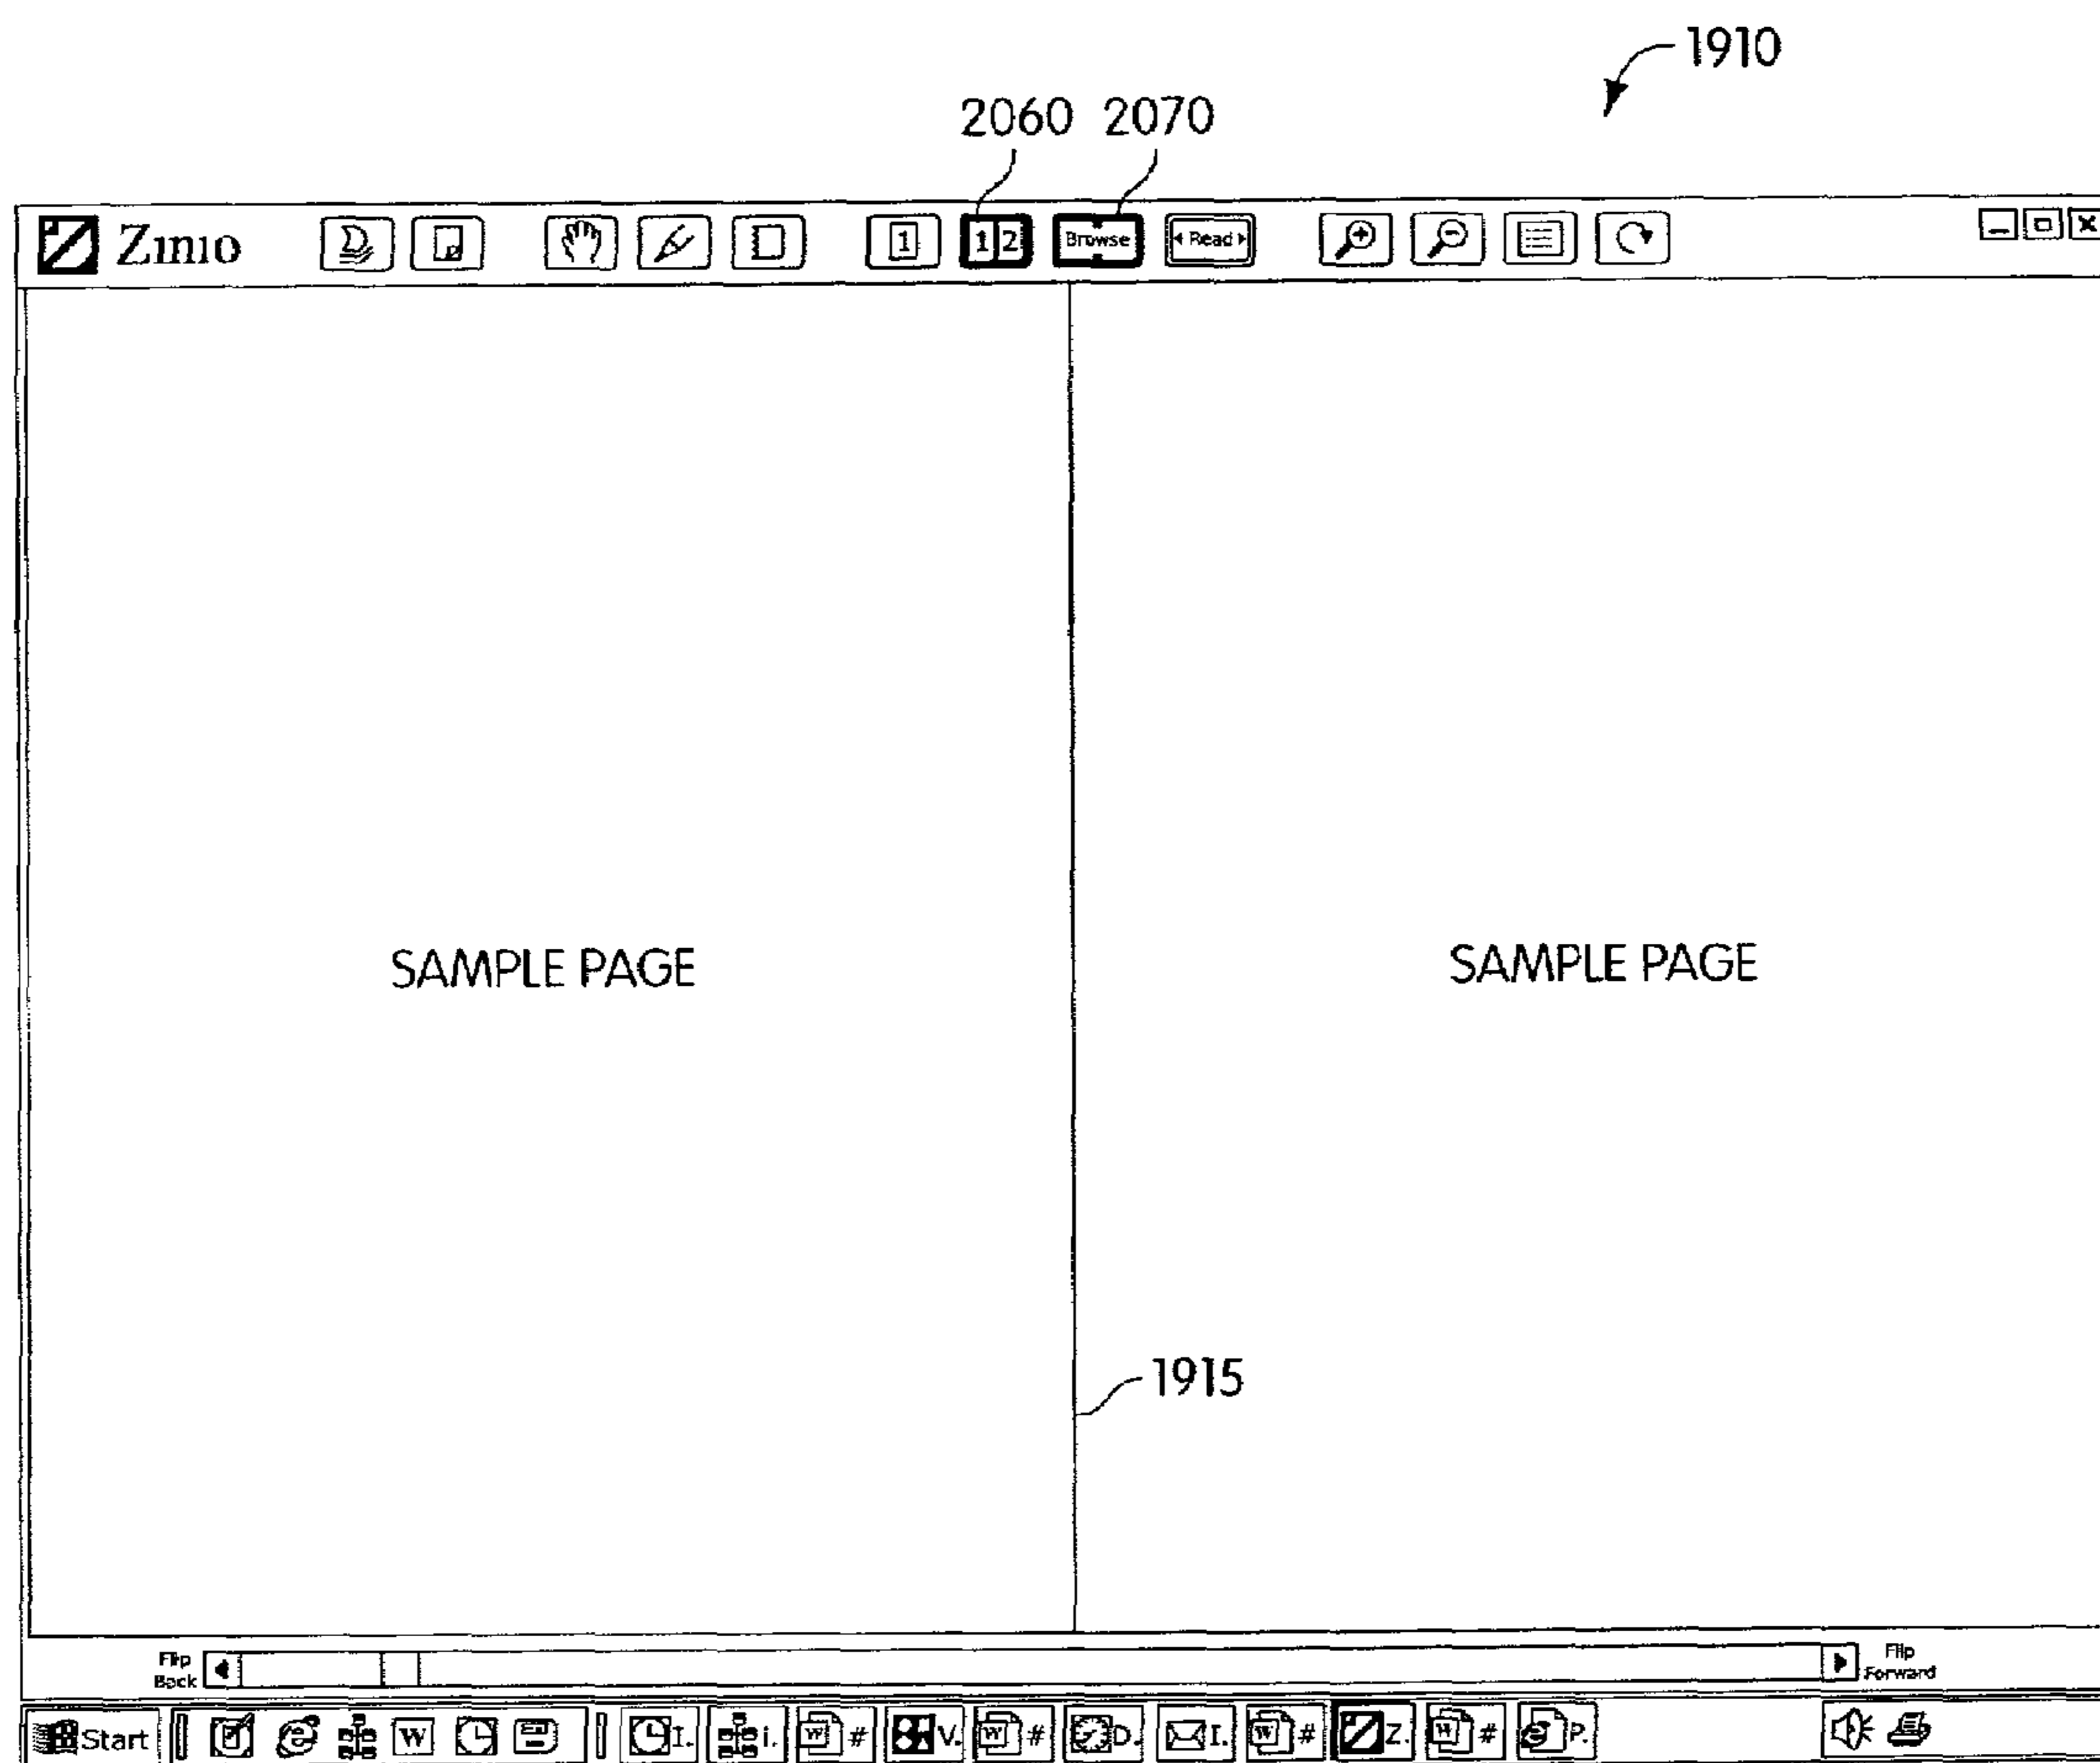 1910
2060 2070
Zinio
1 1 2 Browse Read
SAMPLE PAGE SAMPLE PAGE
1915
Flip Back Flip Forward
Start W I. i. W # V. W # D. I. W # Z. W # P.